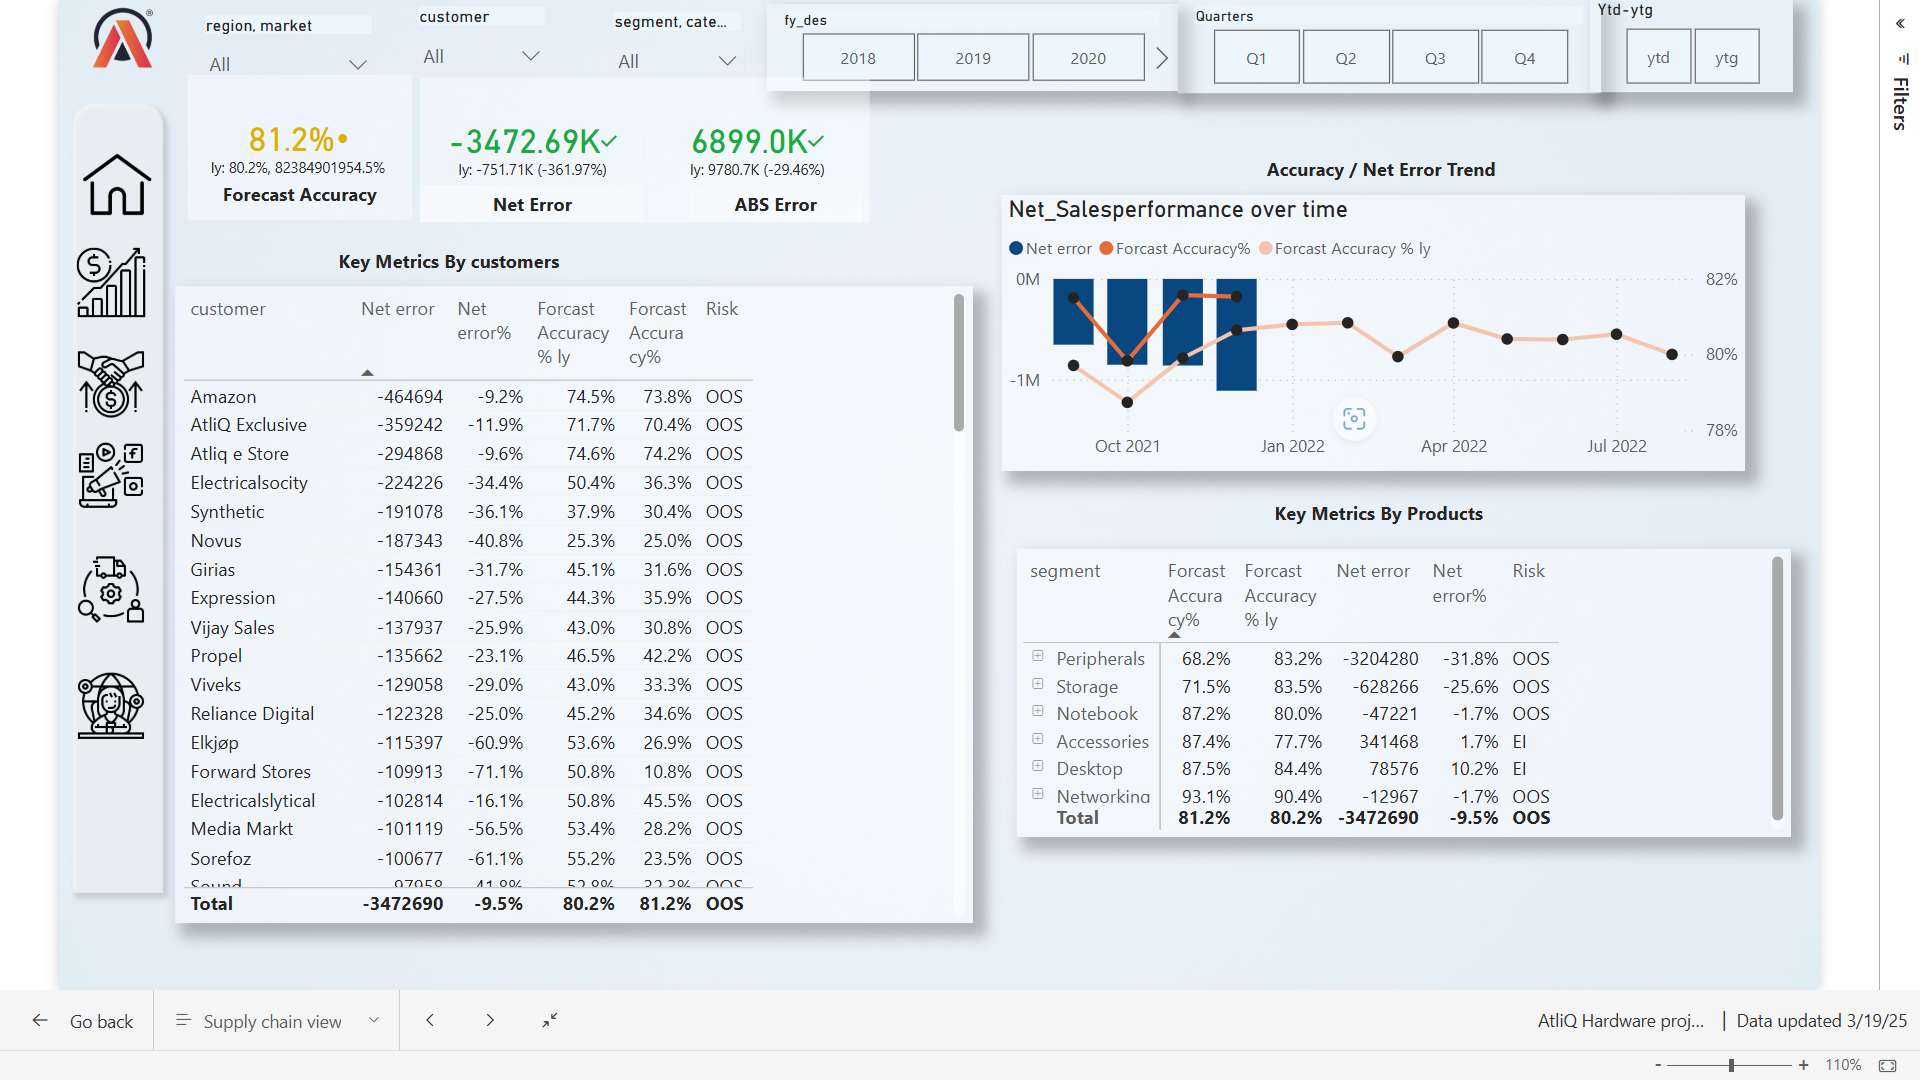 region, market
All
customer
All
segment, cate...
All
fy_des
2018
2019
2020
Quarters
Q1
Q2
Q3
Q4
Ytd-ytg
ytd
ytg
Filters
81.2%
ly: 80.2%, 82384901954.5%
Forecast Accuracy
-3472.69K
ly: -751.71K (-361.97%)
Net Error
6899.0K
ly: 9780.7K (-29.46%)
ABS Error
Key Metrics By customers
customer Net error Net error% Forcast Accuracy % ly Forcast Accura cy% Risk
Amazon -464694 -9.2% 74.5% 73.8% OOS
AtliQ Exclusive -359242 -11.9% 71.7% 70.4% OOS
Atliq e Store -294868 -9.6% 74.6% 74.2% OOS
Electricalsocity -224226 -34.4% 50.4% 36.3% OOS
Synthetic -191078 -36.1% 37.9% 30.4% OOS
Novus -187343 -40.8% 25.3% 25.0% OOS
Girias -154361 -31.7% 45.1% 31.6% OOS
Expression -140660 -27.5% 44.3% 35.9% OOS
Vijay Sales -137937 -25.9% 43.0% 30.8% OOS
Propel -135662 -23.1% 46.5% 42.2% OOS
Viveks -129058 -29.0% 43.0% 33.3% OOS
Reliance Digital -122328 -25.0% 45.2% 34.6% OOS
Elkjøp -115397 -60.9% 53.6% 26.9% OOS
Forward Stores -109913 -71.1% 50.8% 10.8% OOS
Electricalslytical -102814 -16.1% 50.8% 45.5% OOS
Media Markt -101119 -56.5% 53.4% 28.2% OOS
Sorefoz -100677 -61.1% 55.2% 23.5% OOS
Sound -97958 -41.8% 52.8% 32.3% OOS
Total -3472690 -9.5% 80.2% 81.2% OOS
Accuracy / Net Error Trend
Net_Salesperformance over time
Net error Forcast Accuracy% Forcast Accuracy % ly
0M
-1M
82%
80%
78%
Oct 2021 Jan 2022 Apr 2022 Jul 2022
Key Metrics By Products
segment Forcast Accura cy% Forcast Accuracy % ly Net error Net error% Risk
Peripherals 68.2% 83.2% -3204280 -31.8% OOS
Storage 71.5% 83.5% -628266 -25.6% OOS
Notebook 87.2% 80.0% -47221 -1.7% OOS
Accessories 87.4% 77.7% 341468 1.7% EI
Desktop 87.5% 84.4% 78576 10.2% EI
Networking 93.1% 90.4% -12967 -1.7% OOS
Total 81.2% 80.2% -3472690 -9.5% OOS
Go back
Supply chain view
AtliQ Hardware proj... | Data updated 3/19/25
- + 110%